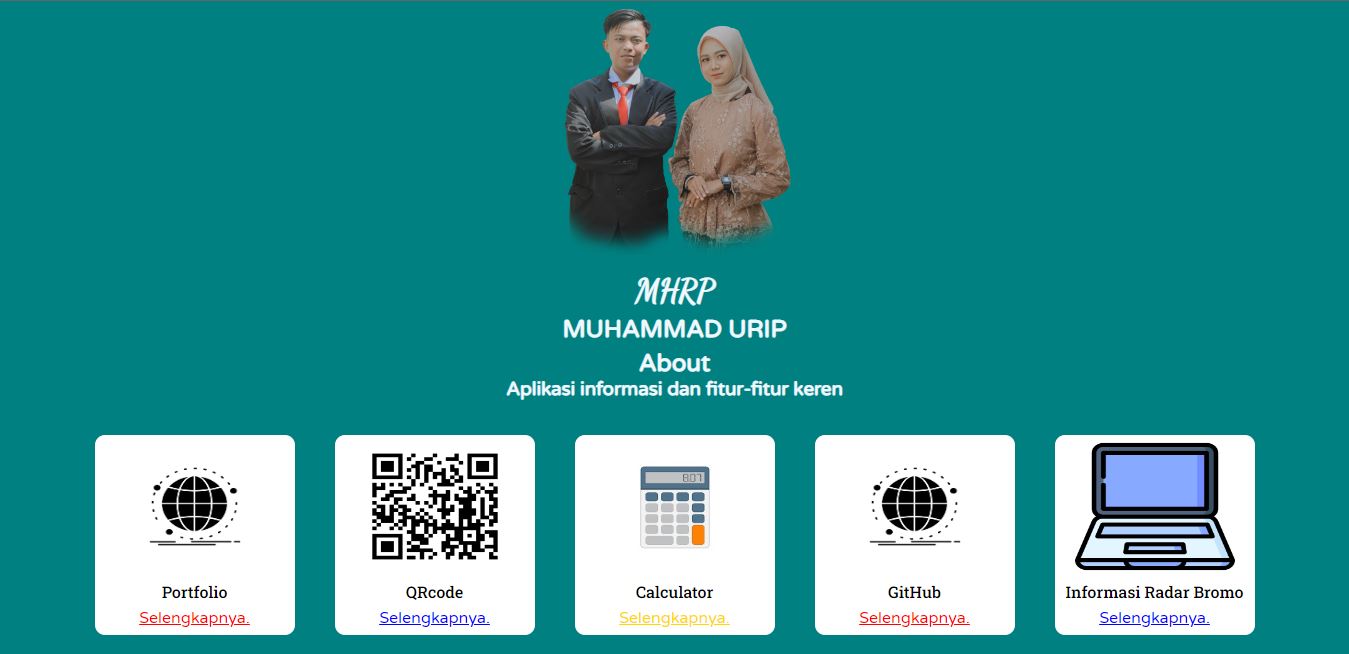 MHRP
MUHAMMAD URIP
About
Aplikasi informasi dan fitur-fitur keren
807
Portfolio
Selengkapnya.
QRcode
Selengkapnya.
Calculator
Selengkapnya.
GitHub
Selengkapnya.
Informasi Radar Bromo
Selengkapnya.